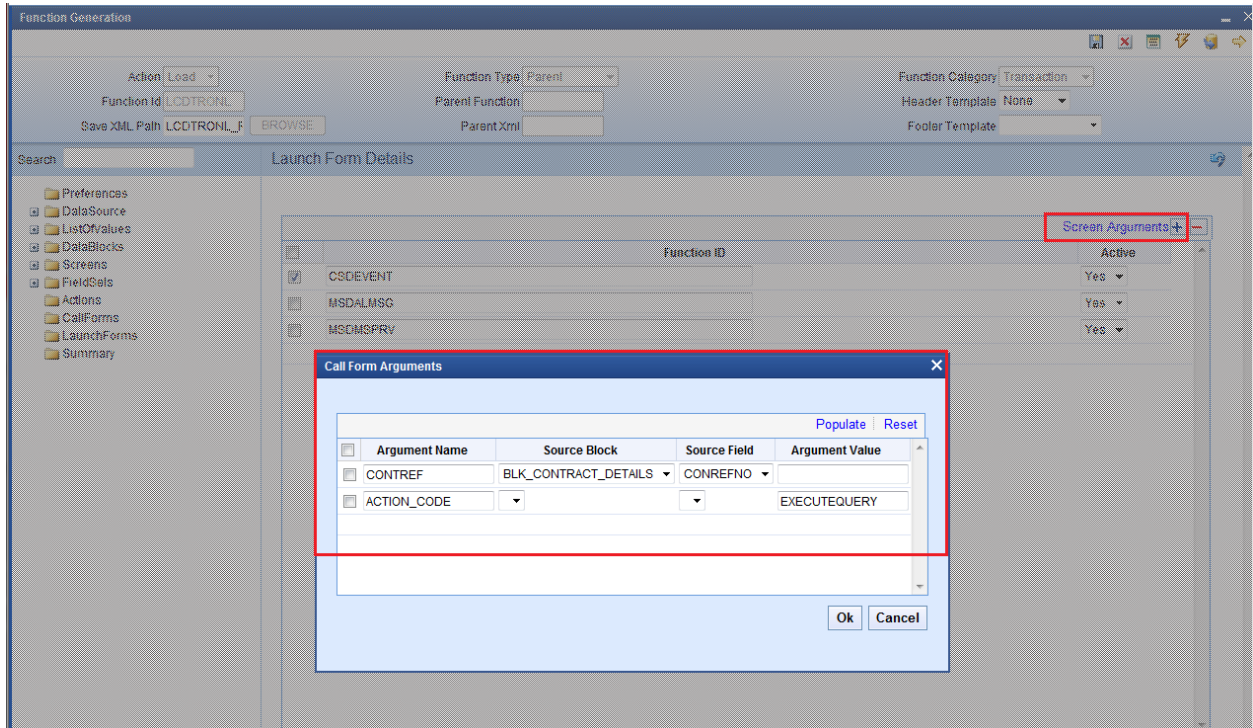 Function Generation
Action Load Function Type Parent Function Category Transaction
Function Id LCDTRONL Parent Function Header Template None
Save XML Path LCDTRONL_F BROWSE Parent Xml Footer Template
Search Launch Form Details
Preferences
DataSource
ListOfValues
DataBlocks
Screens
FieldSets
Actions
CallForms
LaunchForms
Summary
Screen Arguments
Function ID Active
CSDEVENT Yes
MSDALMSG Yes
MSDMSPRV Yes
Call Form Arguments
Populate Reset
Argument Name Source Block Source Field Argument Value
CONTREF BLK_CONTRACT_DETAILS CONREFNO
ACTION_CODE EXECUTEQUERY
Ok Cancel